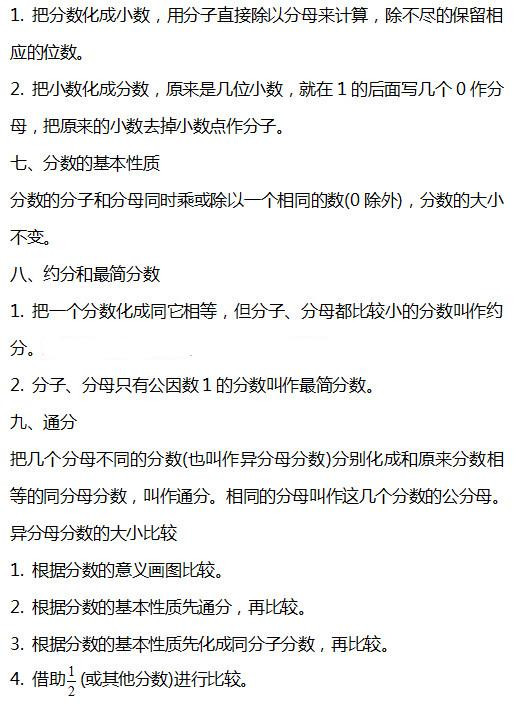 1. 把分数化成小数，用分子直接除以分母来计算，除不尽的保留相
应的位数。
2. 把小数化成分数，原来是几位小数，就在 1 的后面写几个 0 作分
母，把原来的小数去掉小数点作分子。
七、分数的基本性质
分数的分子和分母同时乘或除以一个相同的数(0 除外)，分数的大小
不变。
八、约分和最简分数
1. 把一个分数化成同它相等，但分子、分母都比较小的分数叫作约
分。
2. 分子、分母只有公因数 1 的分数叫作最简分数。
九、通分
把几个分母不同的分数(也叫作异分母分数)分别化成和原来分数相
等的同分母分数，叫作通分。相同的分母叫作这几个分数的公分母。
异分母分数的大小比较
1. 根据分数的意义画图比较。
2. 根据分数的基本性质先通分，再比较。
3. 根据分数的基本性质先化成同分子分数，再比较。
4. 借助1/2 (或其他分数)进行比较。